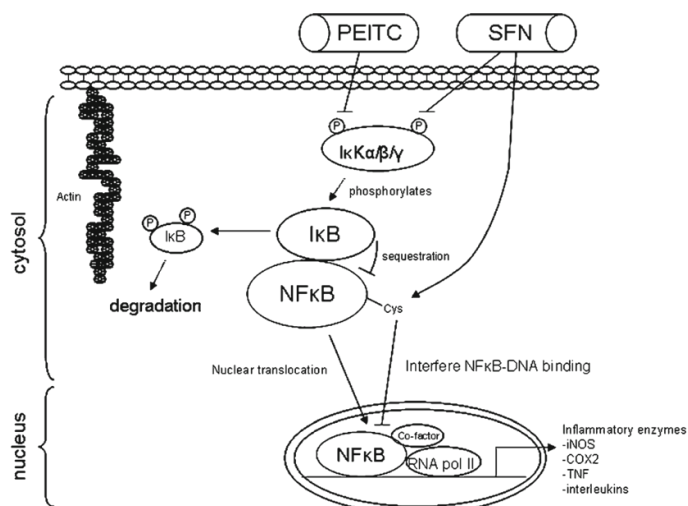 PEITC
SFN
P
P
IκKα/β/γ
phosphorylates
Actin
P
P
IκB
IκB
sequestration
degradation
NFκB
Cys
cytosol
Nuclear translocation
Interfere NFκB-DNA binding
nucleus
Co-factor
NFκB
RNA pol II
Inflammatory enzymes
-iNOS
-COX2
-TNF
-interleukins